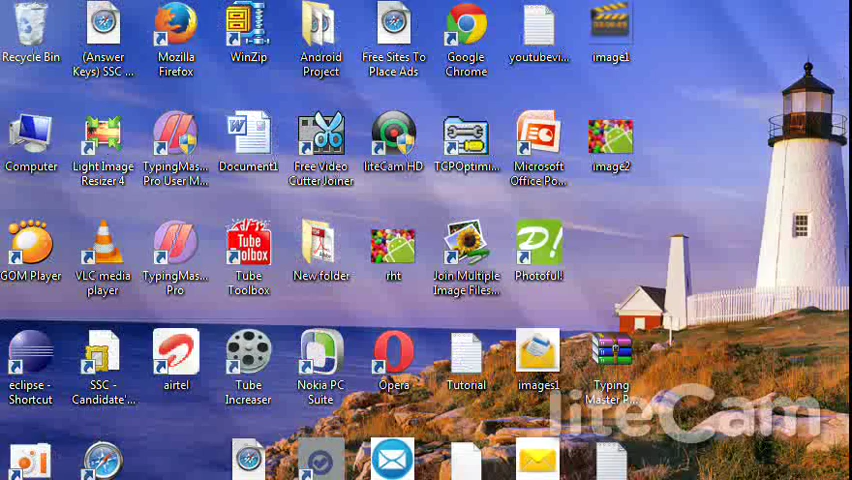 Recycle Bin
(Answer
Keys) SSC ...
Mozilla
Firefox
WinZip
Android
Project
Free Sites To
Place Ads
Google
Chrome
youtubevi...
image1
Computer
Light Image
Resizer 4
TypingMas...
Pro User M...
Document1
Free Video
Cutter Joiner
liteCam HD
TCPOptimi...
Microsoft
Office Po...
image2
GOM Player
VLC media
player
TypingMas...
Pro
Tube
Toolbox
Tube
Toolbox
New folder
rht
Join Multiple
Image Files...
D!
Photofull
eclipse -
Shortcut
SSC -
Candidate'...
airtel
Tube
Increaser
Nokia PC
Suite
Opera
Tutorial
images1
Typing
Master P...
liteCam